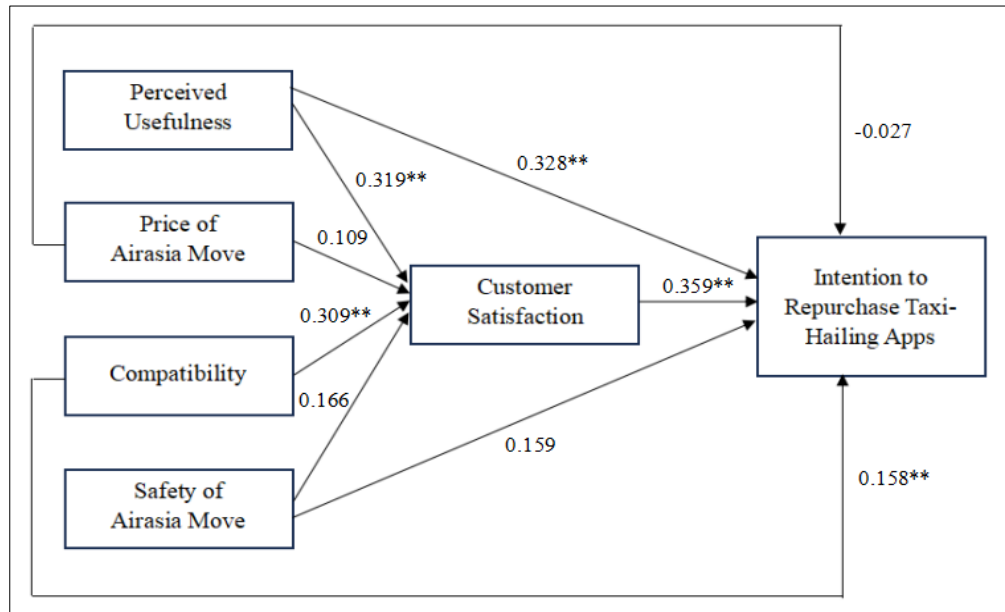 Perceived
Usefulness
-0.027
0.328**
0.319**
Price of
Airasia Move
0.109
Customer
Satisfaction
0.359**
Intention to
Repurchase Taxi-
Hailing Apps
0.309**
Compatibility
0.166
0.159
0.158**
Safety of
Airasia Move